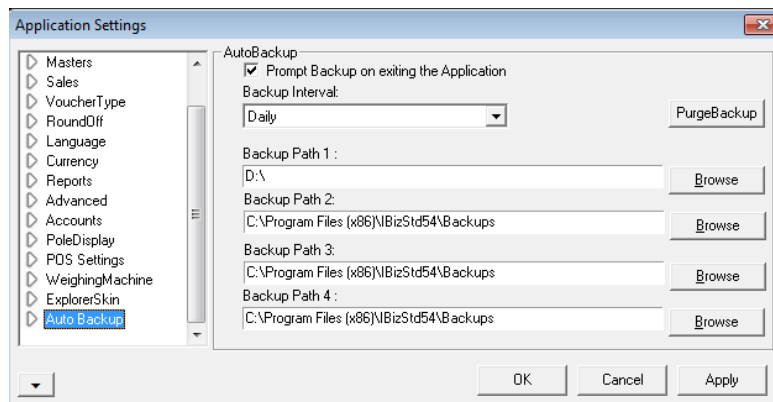 Application Settings
Masters
Sales
VoucherType
RoundOff
Language
Currency
Reports
Advanced
Accounts
PoleDisplay
POS Settings
WeighingMachine
ExplorerSkin
Auto Backup
AutoBackup
Prompt Backup on exiting the Application
Backup Interval:
Daily
PurgeBackup
Backup Path 1 :
D:\
Browse
Backup Path 2:
C:\Program Files (x86)\IBizStd54\Backups
Browse
Backup Path 3:
C:\Program Files (x86)\IBizStd54\Backups
Browse
Backup Path 4 :
C:\Program Files (x86)\IBizStd54\Backups
Browse
OK
Cancel
Apply